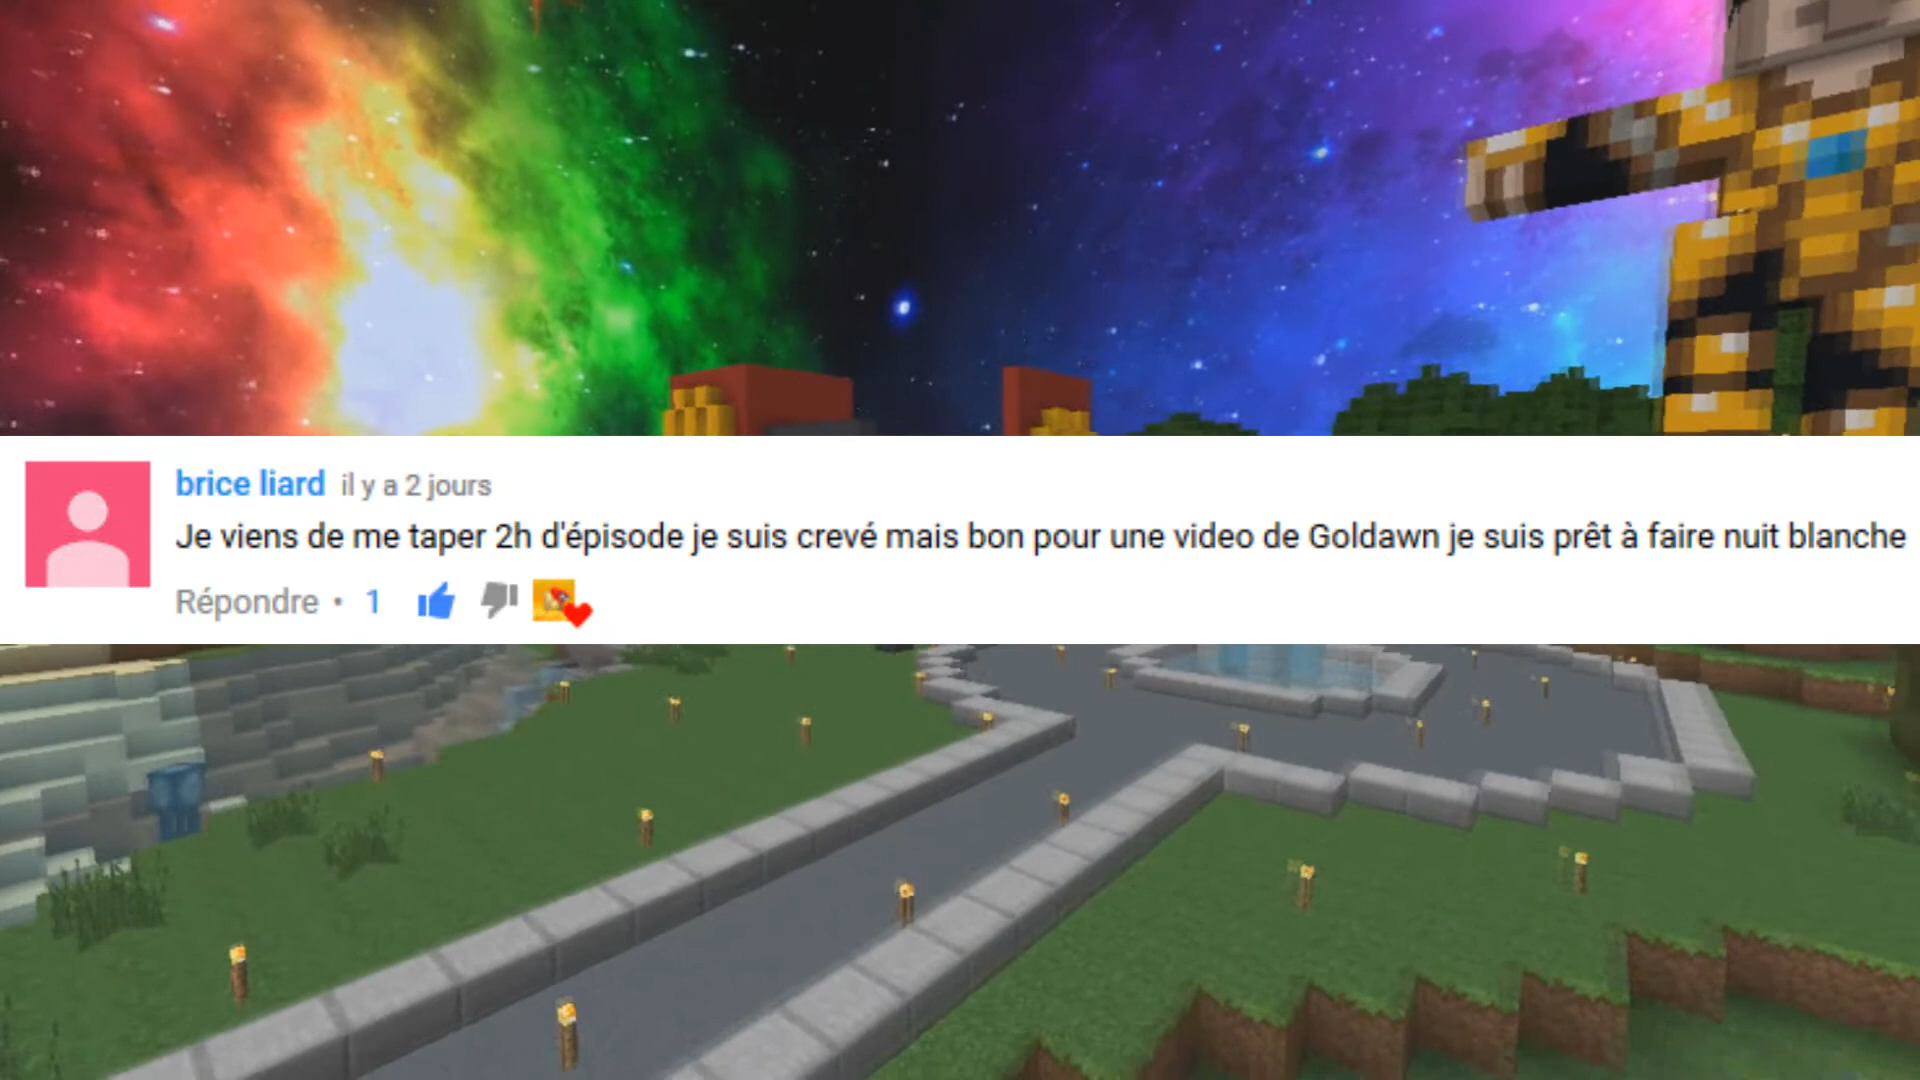 brice liard il y a 2 jours
Je viens de me taper 2h d'épisode je suis crevé mais bon pour une video de Goldawn je suis prêt à faire nuit blanche
Répondre • 1